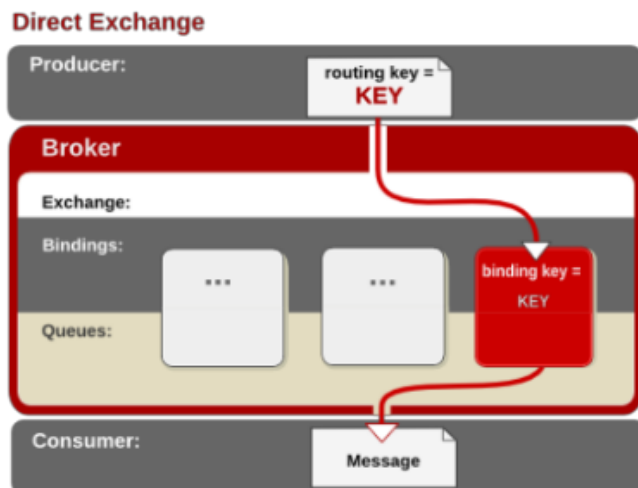 Direct Exchange
Producer:
routing key =
KEY
Broker
Exchange:
Bindings:
...
...
binding key =
KEY
Queues:
Consumer:
Message